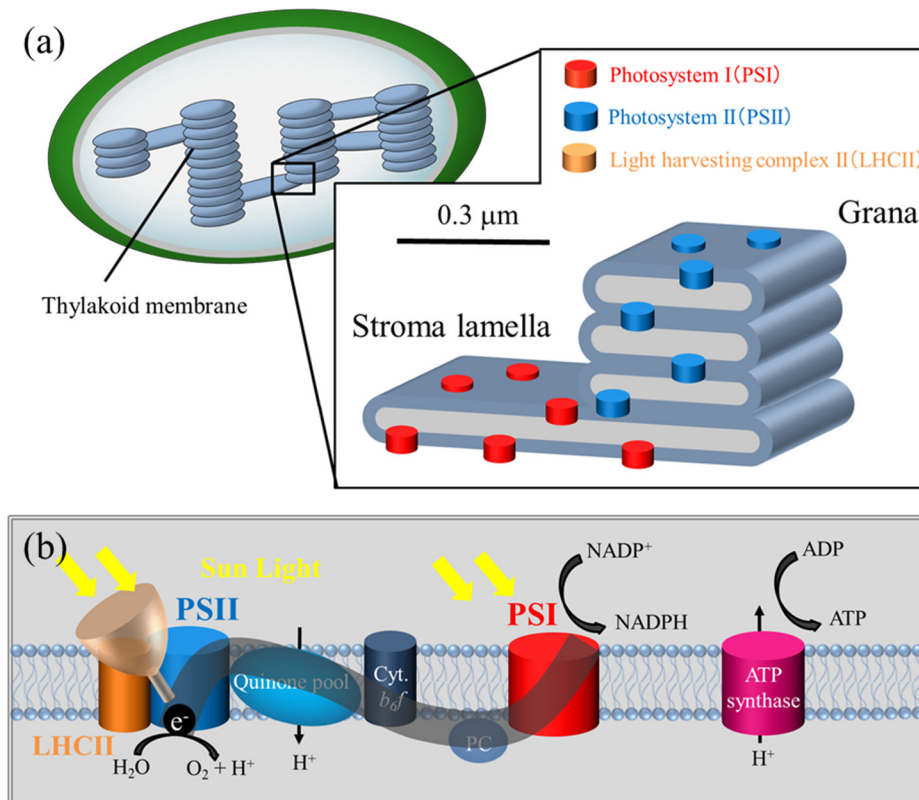 (a)
Photosystem I(PSI)
Photosystem II(PSII)
Light harvesting complex II(LHCII)
0.3 μm
Grana
Thylakoid membrane
Stroma lamella
(b)
Sun Light
NADP⁺
ADP
PSII
PSI
NADPH
ATP
Quinone pool
Cyt.
b₆f
ATP
synthase
e⁻
LHCII
PC
H₂O
O₂ + H⁺
H⁺
H⁺